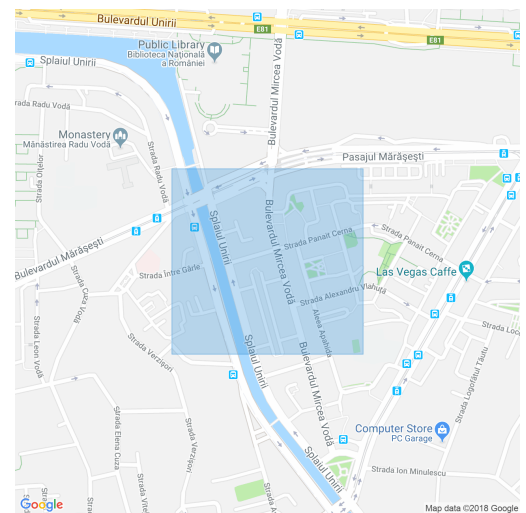 Bulevardul Unirii
E81
E81
Public Library
Biblioteca Națională
a României
Splaiul Unirii
Bulevardul Mircea Vodă
Strada Radu Vodă
Monastery
Mănăstirea Radu Vodă
Strada Radu Vodă
Pasajul Mărășești
Strada Olțelor
Splaiul Unirii
Bulevardul Mircea Vodă
Strada Panait Cerna
Strada Panait Cerna
Bulevardul Mărășești
Strada Între Gârle
Las Vegas Caffe
Strada Cuza Vodă
Strada Alexandru Vlahuță
Aleea Apahida
Strada Leon Vodă
Strada Verzișori
Splaiul Unirii
Bulevardul Mircea Vodă
Strada Logofătul Tăutu
Strada Elena Cuza
Strada Verzișori
Computer Store
PC Garage
Splaiul Unirii
Strada Ion Minulescu
Google
Map data ©2018 Google